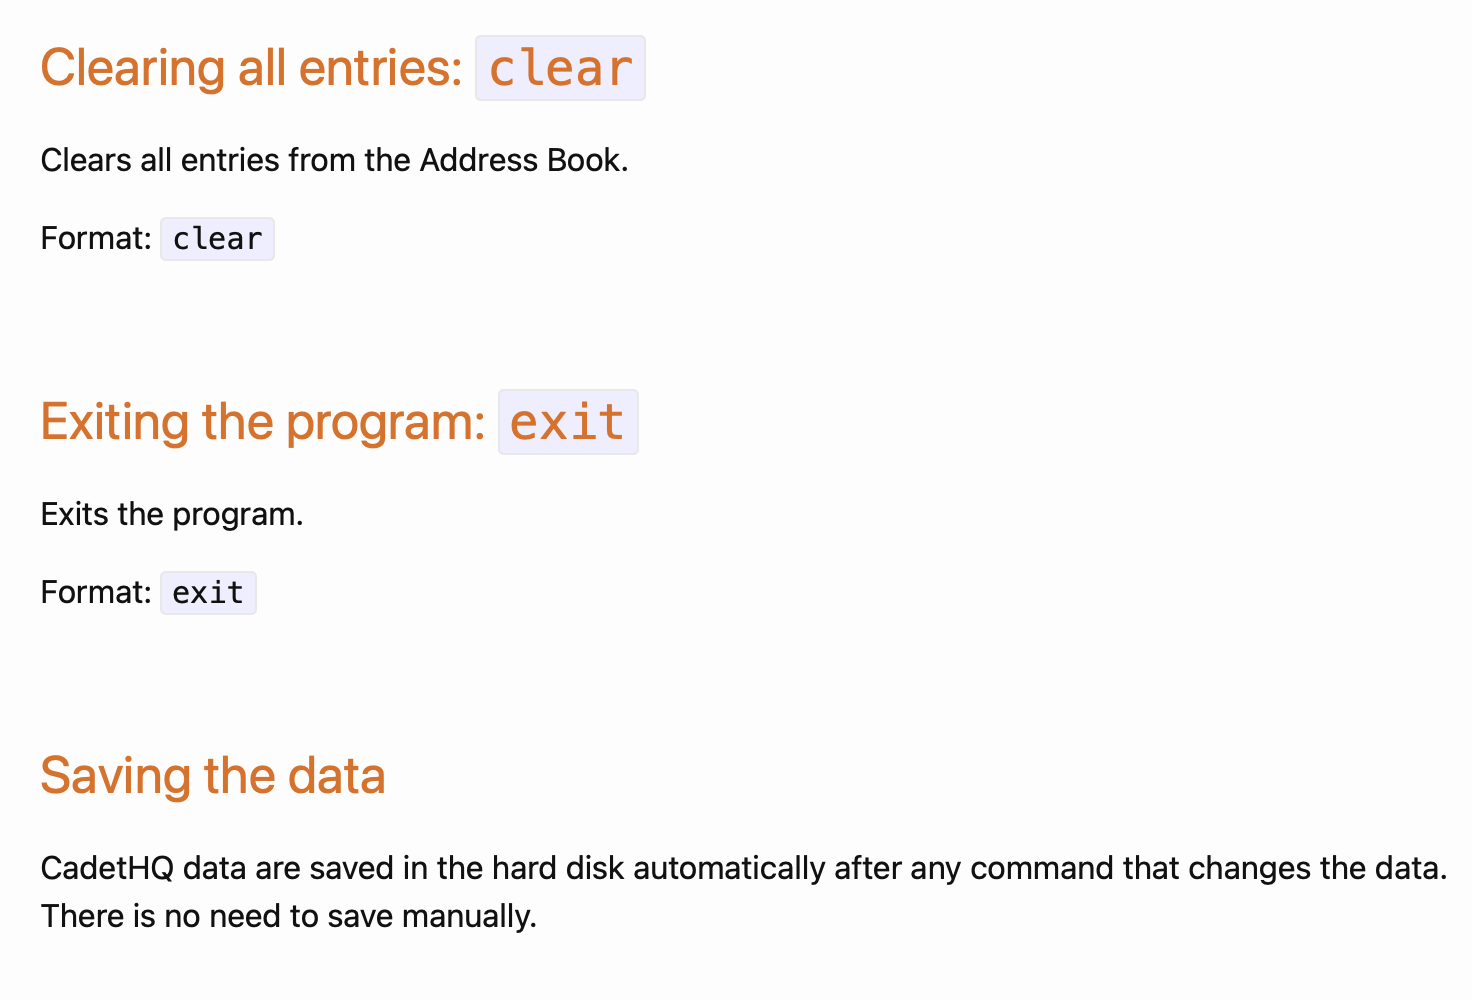 Clearing all entries: clear
Clears all entries from the Address Book.
Format: clear
Exiting the program: exit
Exits the program.
Format: exit
Saving the data
CadetHQ data are saved in the hard disk automatically after any command that changes the data.
There is no need to save manually.